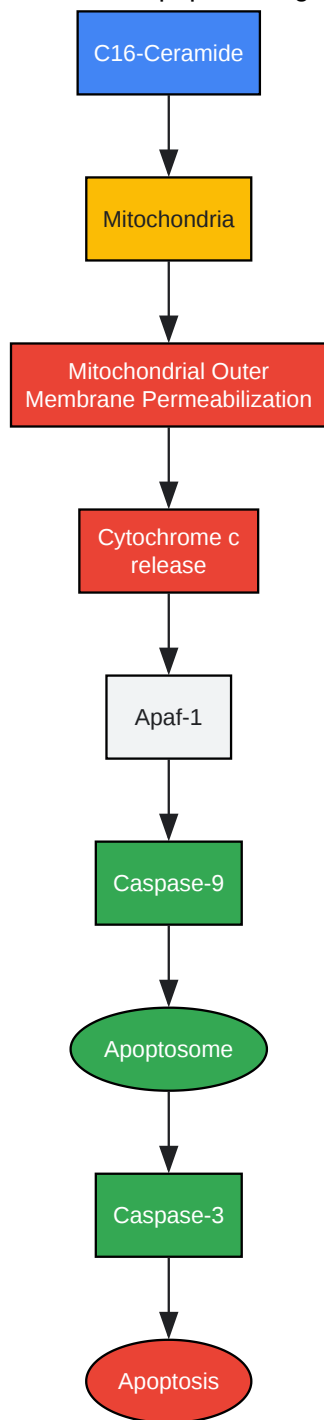 C16-Ceramide
Mitochondria
Mitochondrial Outer
Membrane Permeabilization
Cytochrome c
release
Apaf-1
Caspase-9
Apoptosome
Caspase-3
Apoptosis